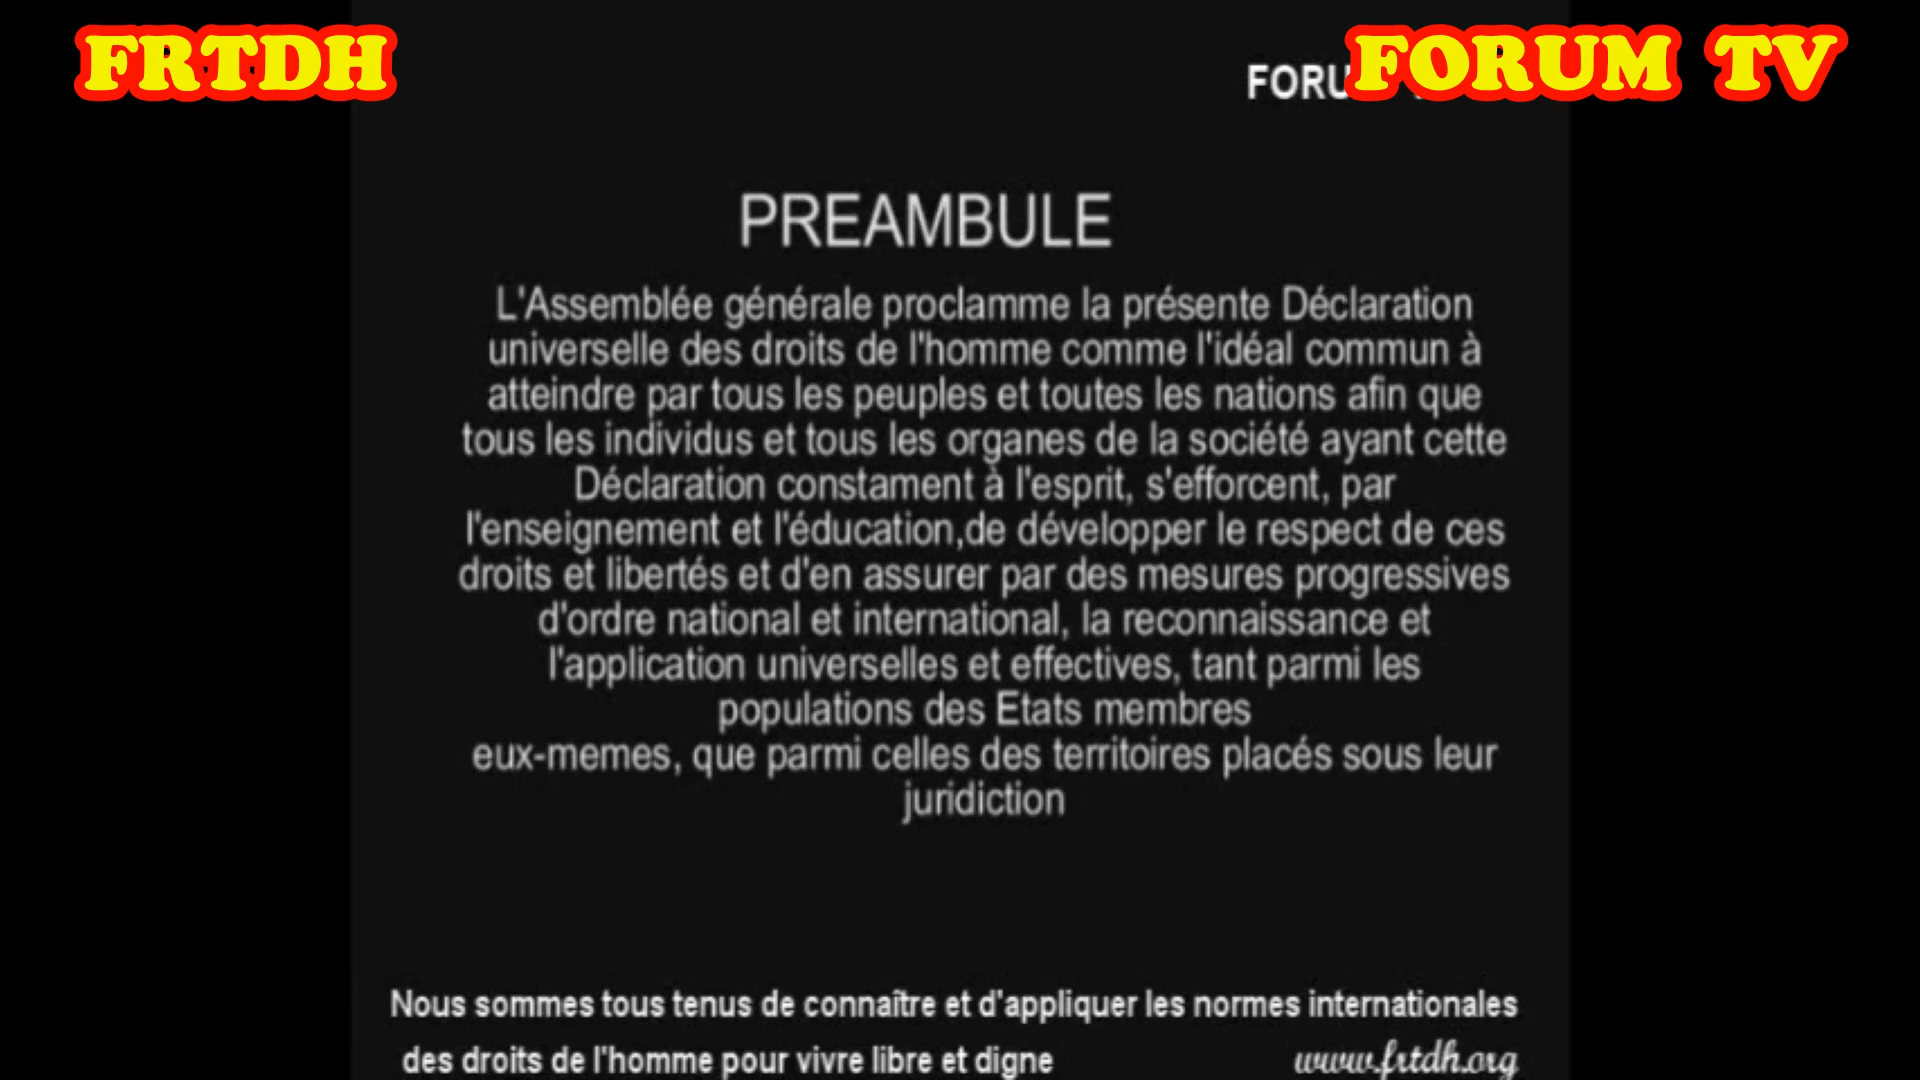 FRTDH
FORUM TV
FORU
PREAMBULE
L'Assemblée générale proclamme la présente Déclaration
universelle des droits de l'homme comme l'idéal commun à
atteindre par tous les peuples et toutes les nations afin que
tous les individus et tous les organes de la société ayant cette
Déclaration constament à l'esprit, s'efforcent, par
l'enseignement et l'éducation,de développer le respect de ces
droits et libertés et d'en assurer par des mesures progressives
d'ordre national et international, la reconnaissance et
l'application universelles et effectives, tant parmi les
populations des Etats membres
eux-memes, que parmi celles des territoires placés sous leur
juridiction
Nous sommes tous tenus de connaître et d'appliquer les normes internationales
des droits de l'homme pour vivre libre et digne
www.frtdh.org